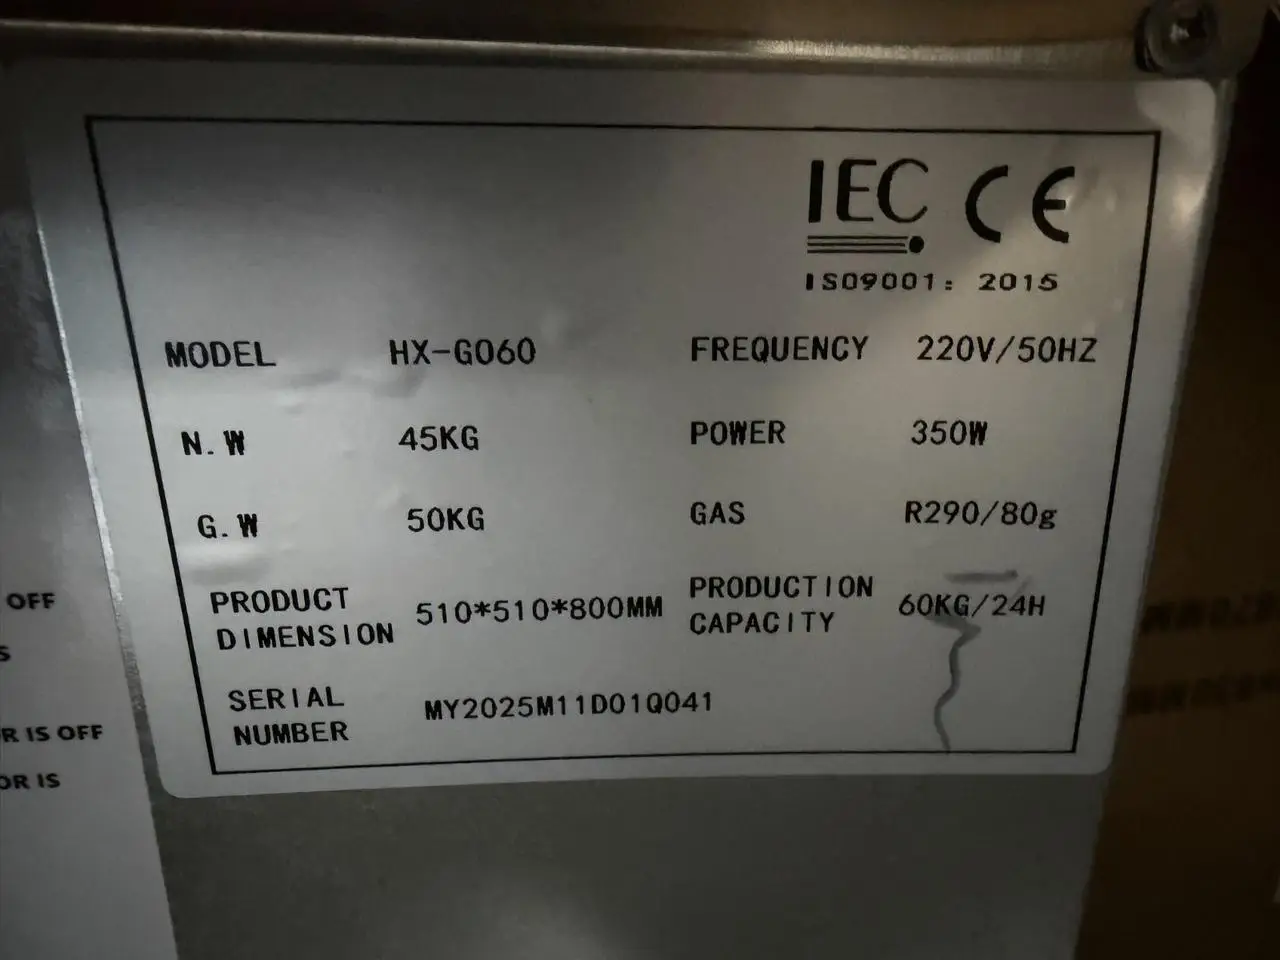 IEC CE
ISO9001: 2015
MODEL HX-G060 FREQUENCY 220V/50HZ
N.W 45KG POWER 350W
G.W 50KG GAS R290/80g
PRODUCT DIMENSION 510*510*800MM PRODUCTION CAPACITY 60KG/24H
SERIAL NUMBER MY2025M11D01Q041
OFF
S
R IS OFF
OR IS